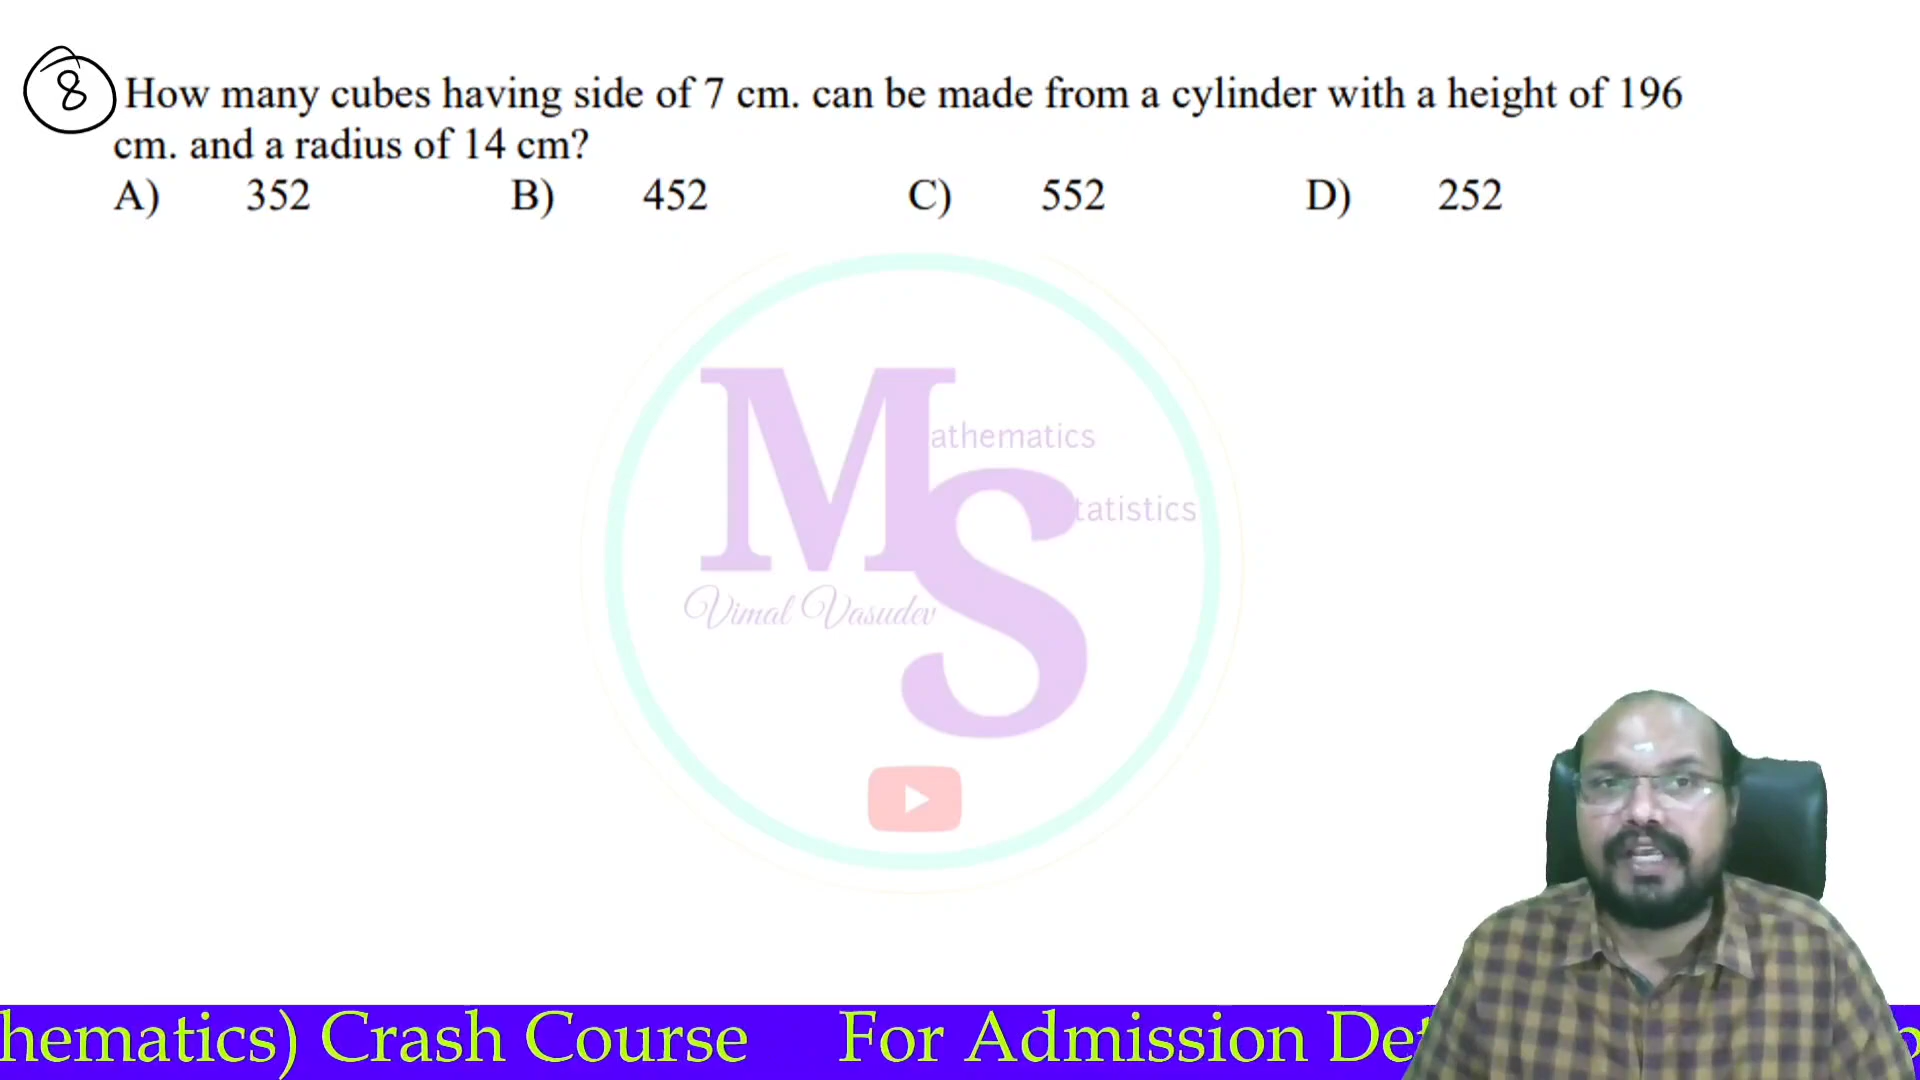 8 How many cubes having side of 7 cm. can be made from a cylinder with a height of 196
cm. and a radius of 14 cm?
A) 352 B) 452 C) 552 D) 252
M athematics
S tatistics
Vimal Vasudev
hematics) Crash Course For Admission De